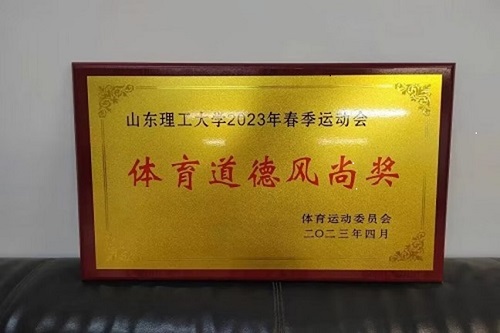 山东理工大学2023年春季运动会
体育道德风尚奖
体育运动委员会
二〇二三年四月